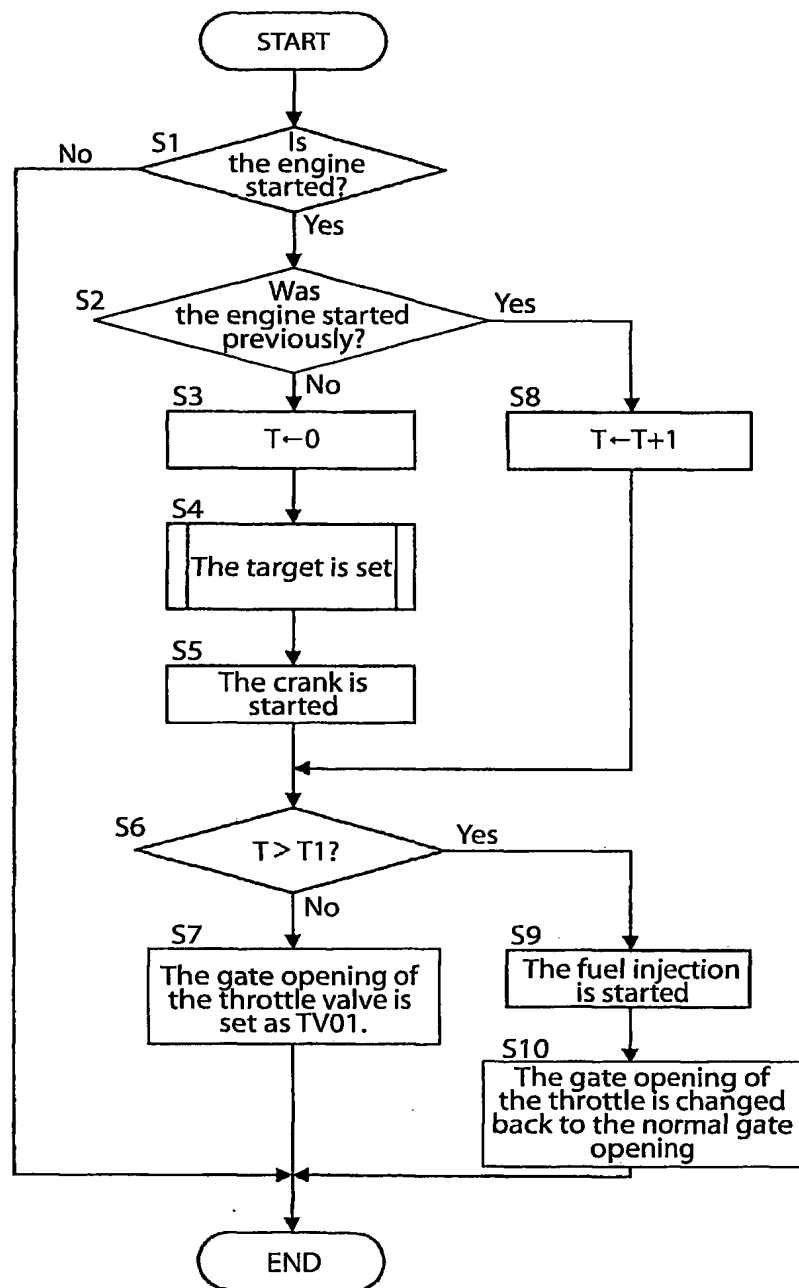 START
S1
Is
the engine
started?
No
Yes
S2
Was
the engine started
previously?
Yes
No
S3
T←0
S8
T←T+1
S4
The target is set
S5
The crank is
started
S6
T > T1?
Yes
No
S7
The gate opening of
the throttle valve is
set as TV01.
S9
The fuel injection
is started
S10
The gate opening of
the throttle is changed
back to the normal gate
opening
END